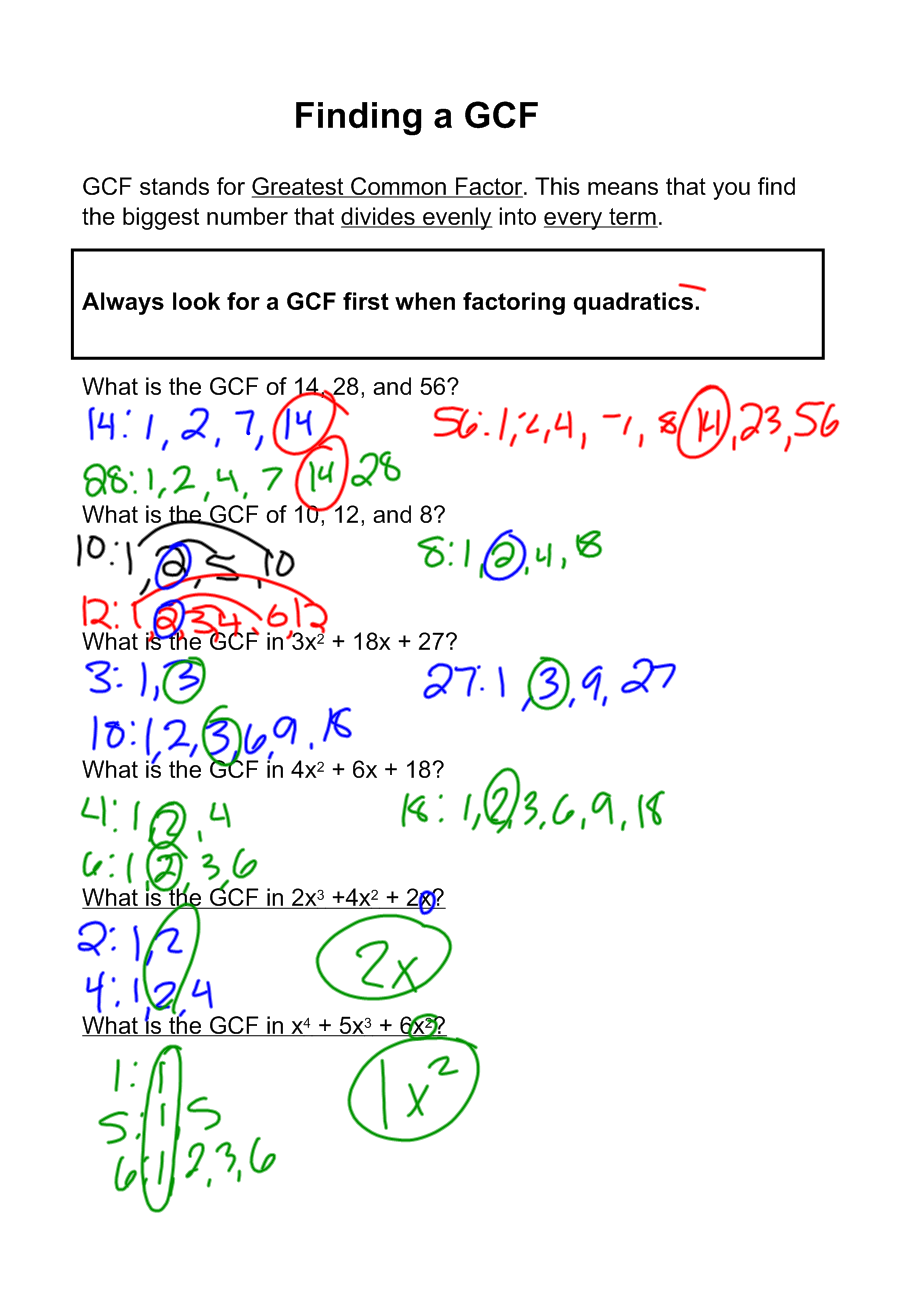 Finding a GCF
GCF stands for Greatest Common Factor. This means that you find
the biggest number that divides evenly into every term.
Always look for a GCF first when factoring quadratics.
What is the GCF of 14, 28, and 56?
14: 1, 2, 7, 14
56: 1, 2, 4, 7, 8 14, 23, 56
28: 1, 2, 4, 7 14 28
What is the GCF of 10, 12, and 8?
10: 1, 2, 5, 10
8: 1, 2, 4, 8
12: 1, 2, 3, 4, 6, 12
What is the GCF in 3x² + 18x + 27?
3: 1, 3
27: 1, 3, 9, 27
18: 1, 2, 3, 6, 9, 18
What is the GCF in 4x² + 6x + 18?
4: 1 2, 4
18: 1, 2, 3, 6, 9, 18
6: 1, 2, 3, 6
What is the GCF in 2x³ +4x² + 2x?
2: 1, 2
2x
4: 1, 2, 4
What is the GCF in x⁴ + 5x³ + 6x²?
1: 1
1x²
5: 1, 5
6: 1, 2, 3, 6